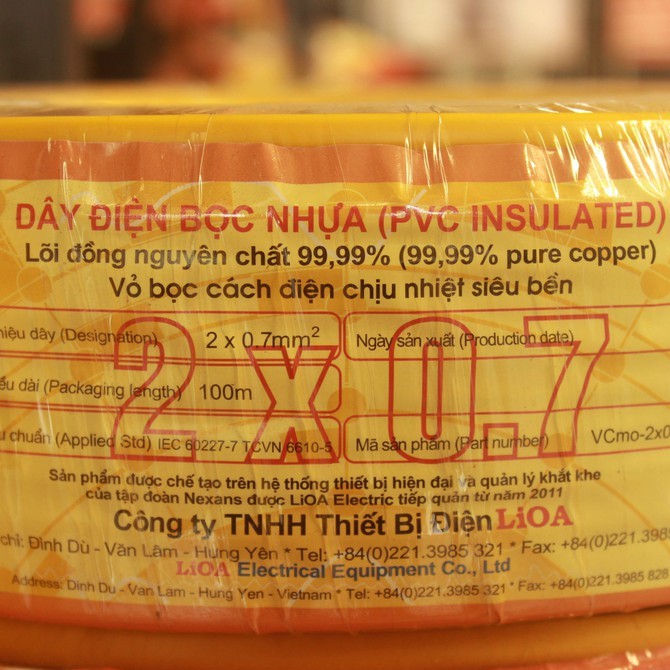 DÂY ĐIỆN BỌC NHỰA (PVC INSULATED)
Lõi đồng nguyên chất 99,99% (99,99% pure copper)
Vỏ bọc cách điện chịu nhiệt siêu bền
hiệu dây (Designation) 2 x 0.7mm² Ngày sản xuất (Production date)
2 x 0.7
dài (Packaging length) 100m
chuẩn (Applied Std) IEC 60227-7 TCVN 6610-5 Mã sản phẩm (Part number) VCmo-2x0
Sản phẩm được chế tạo trên hệ thống thiết bị hiện đại và quản lý khắt khe
của tập đoàn Nexans được LiOA Electric tiếp quản từ năm 2011
Công ty TNHH Thiết Bị Điện LiOA
chỉ: Đình Dù - Văn Lâm - Hưng Yên * Tel: +84(0)221.3985 321 * Fax: +84(0)221.3985
LiOA Electrical Equipment Co., Ltd
Address: Dinh Du - Van Lam - Hung Yen - Vietnam * Tel: +84(0)221.3985 321 * Fax: +84(0)221.3985 828